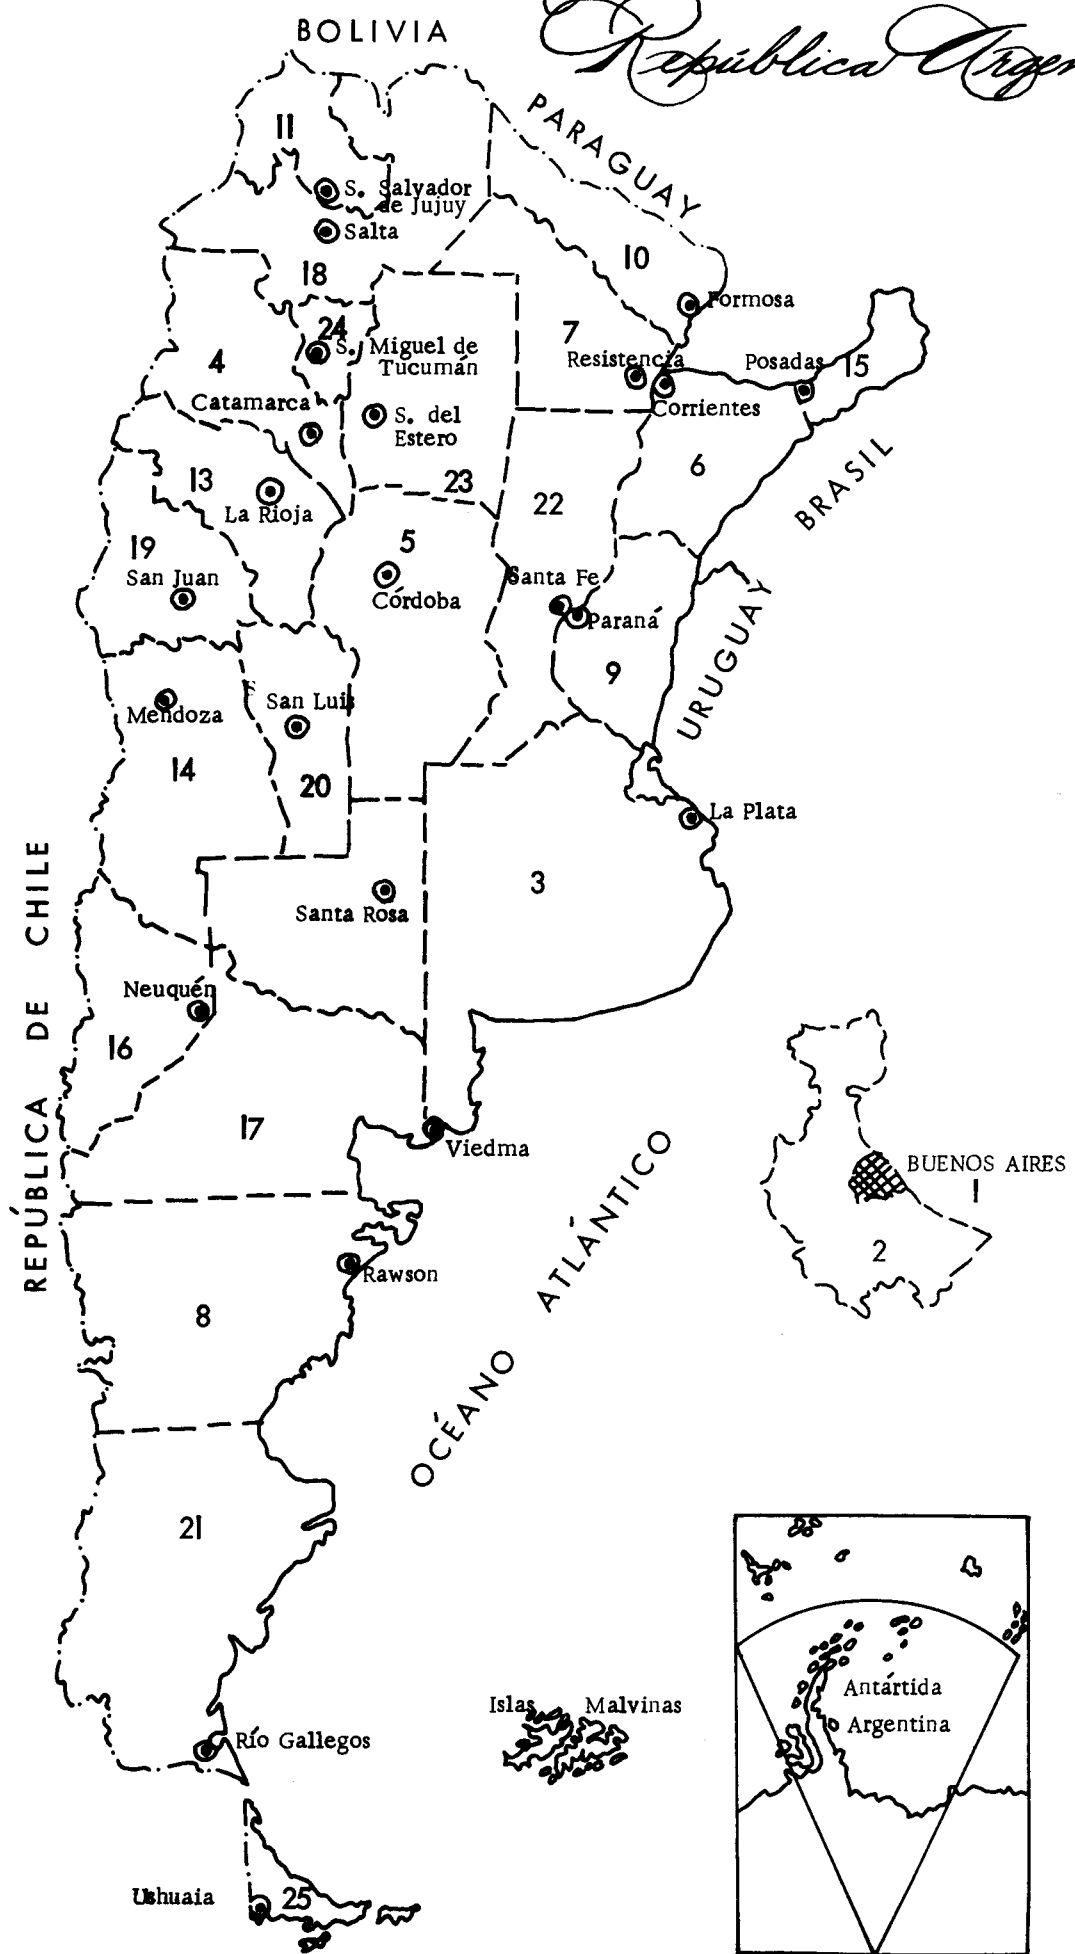 BOLIVIA
República Argen
PARAGUAY
11
S. Salvador
de Jujuy
Salta
10
18
Formosa
7
24
S. Miguel de
Tucumán
4
Resistencia
Posadas
15
Catamarca
Corrientes
S. del
Estero
6
BRASIL
13
23
La Rioja
22
5
19
San Juan
Santa Fe
Córdoba
Paraná
URUGUAY
9
San Luis
Mendoza
14
20
La Plata
3
Santa Rosa
REPÚBLICA DE CHILE
Neuquén
16
17
Viedma
BUENOS AIRES
1
OCÉANO ATLÁNTICO
2
Rawson
8
21
Antártida
Argentina
Islas Malvinas
Río Gallegos
Ushuaia
25